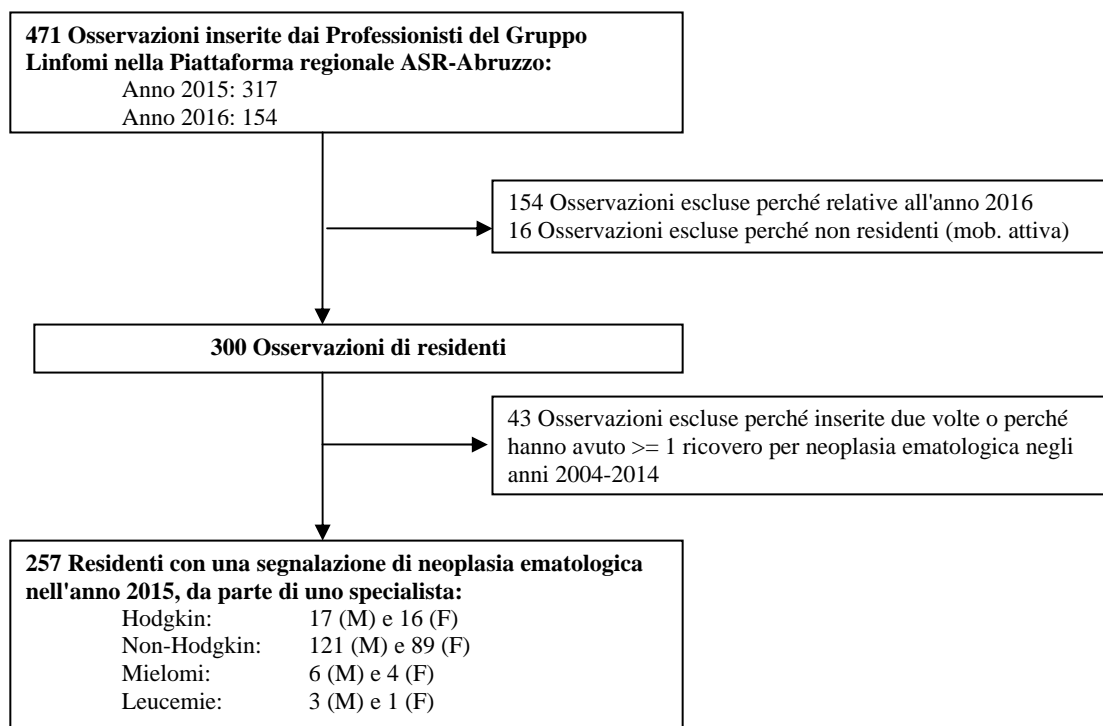 471 Osservazioni inserite dai Professionisti del Gruppo
Linfomi nella Piattaforma regionale ASR-Abruzzo:
Anno 2015: 317
Anno 2016: 154
154 Osservazioni escluse perché relative all'anno 2016
16 Osservazioni escluse perché non residenti (mob. attiva)
300 Osservazioni di residenti
43 Osservazioni escluse perché inserite due volte o perché
hanno avuto >= 1 ricovero per neoplasia ematologica negli
anni 2004-2014
257 Residenti con una segnalazione di neoplasia ematologica
nell'anno 2015, da parte di uno specialista:
Hodgkin: 17 (M) e 16 (F)
Non-Hodgkin: 121 (M) e 89 (F)
Mielomi: 6 (M) e 4 (F)
Leucemie: 3 (M) e 1 (F)